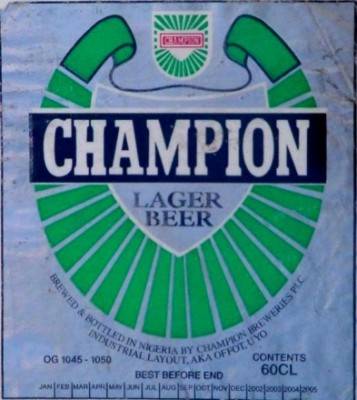 CHAMPION
CHAMPION
LAGER
BEER
BREWED & BOTTLED IN NIGERIA BY CHAMPION BREWERIES PLC
INDUSTRIAL LAYOUT, AKA OFFOT, UYO
OG 1045 - 1050
CONTENTS
60CL
BEST BEFORE END
JAN FEB MAR APR MAY JUN JUL AUG SEP OCT NOV DEC 2002 2003 2004 2005